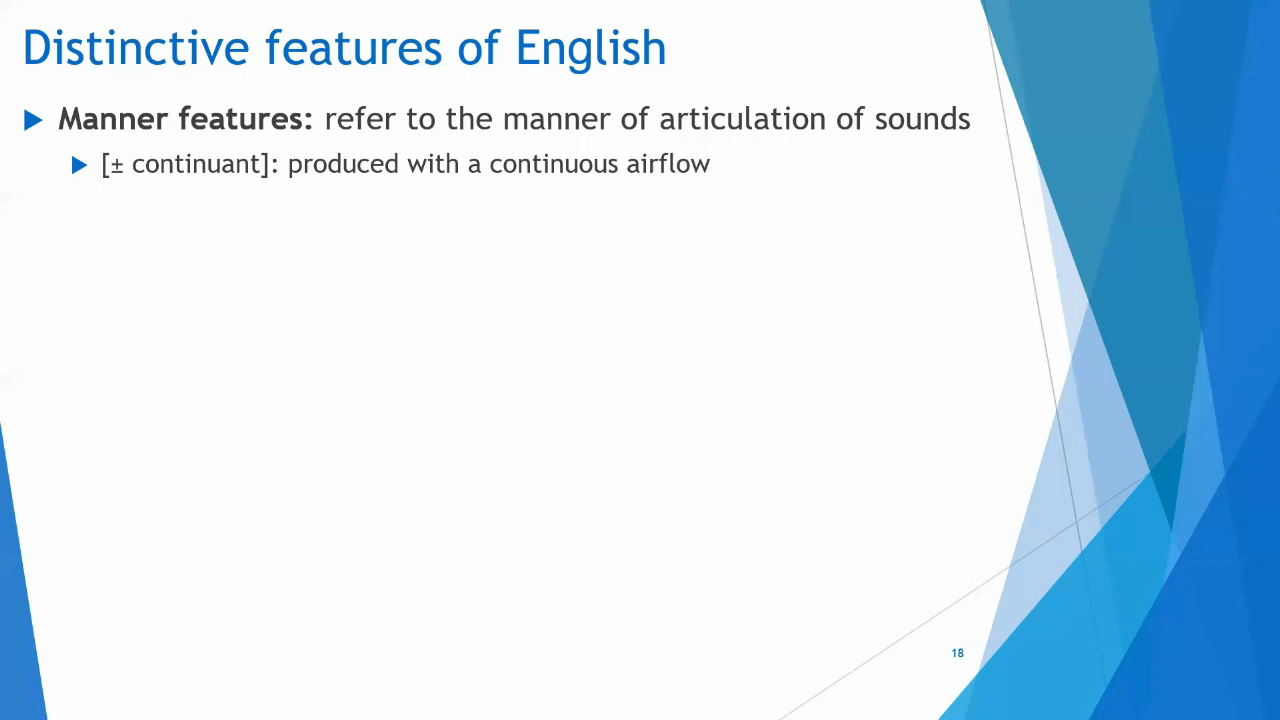 Distinctive features of English
Manner features: refer to the manner of articulation of sounds
[± continuant]: produced with a continuous airflow
18